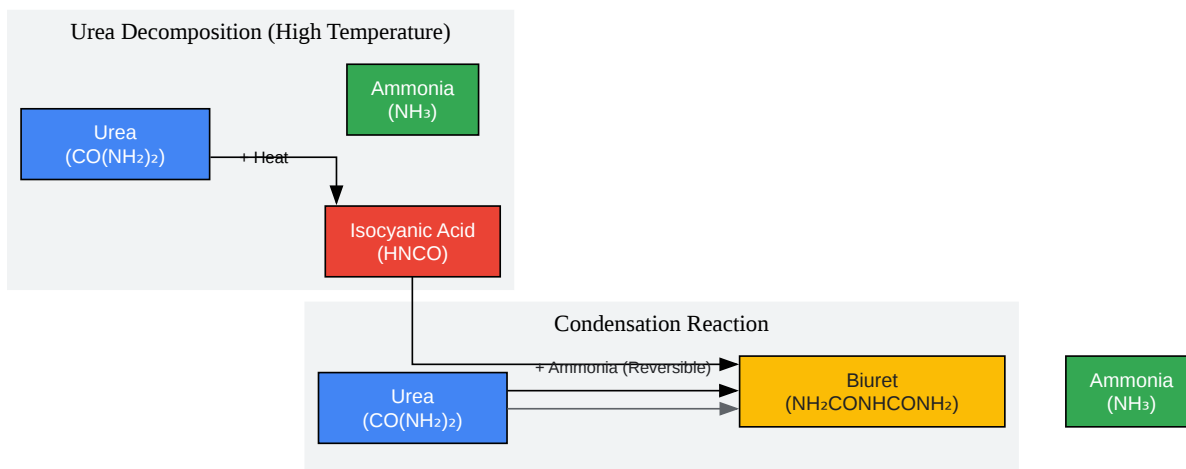 Urea Decomposition (High Temperature)
Ammonia
(NH₃)
Urea
(CO(NH₂)₂)
+ Heat
Isocyanic Acid
(HNCO)
Condensation Reaction
+ Ammonia (Reversible)
Urea
(CO(NH₂)₂)
Biuret
(NH₂CONHCONH₂)
Ammonia
(NH₃)